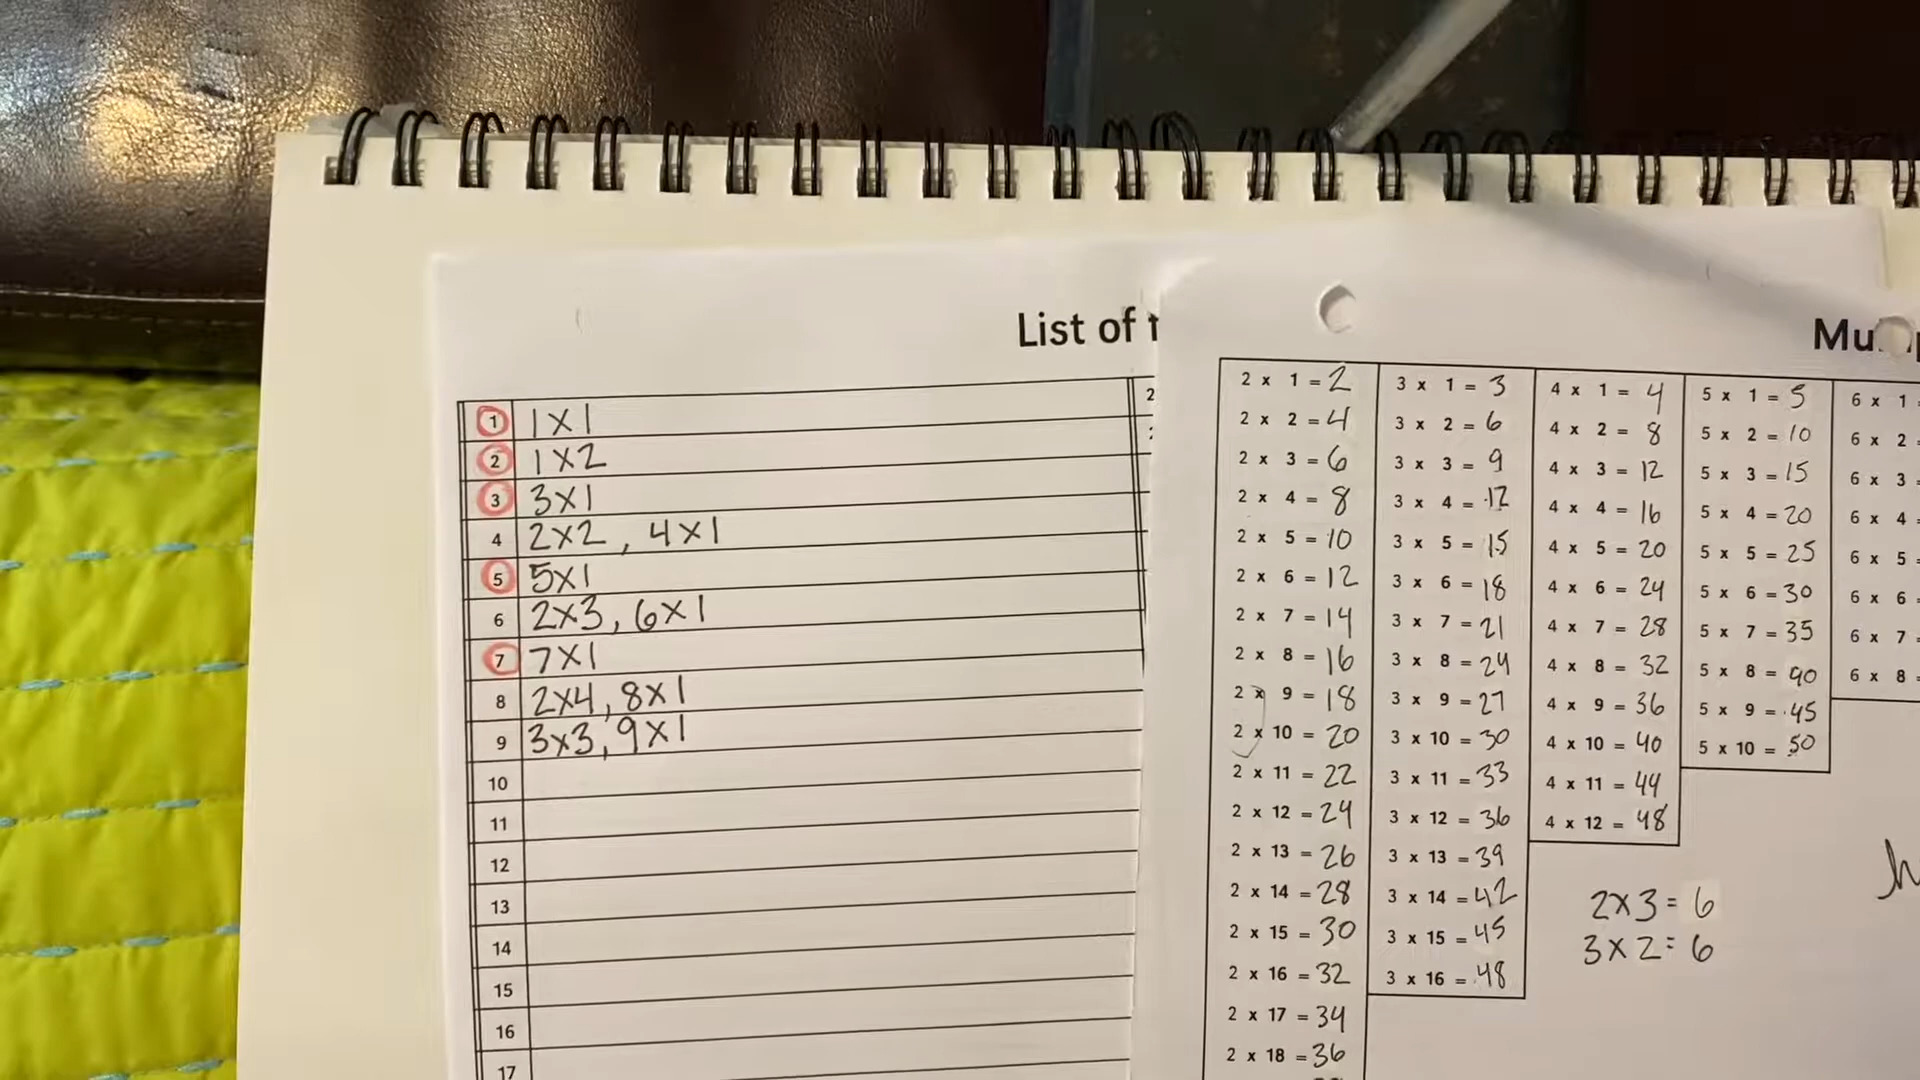 List of
1 1X1
2 1X2
3 3X1
4 2X2, 4X1
5 5X1
6 2X3, 6X1
7 7X1
8 2X4, 8X1
9 3X3, 9X1
10
11
12
13
14
15
16
17
2
2 x 1 = 2
2 x 2 = 4
2 x 3 = 6
2 x 4 = 8
2 x 5 = 10
2 x 6 = 12
2 x 7 = 14
2 x 8 = 16
2 x 9 = 18
2 x 10 = 20
2 x 11 = 22
2 x 12 = 24
2 x 13 = 26
2 x 14 = 28
2 x 15 = 30
2 x 16 = 32
2 x 17 = 34
2 x 18 = 36
3 x 1 = 3
3 x 2 = 6
3 x 3 = 9
3 x 4 = 12
3 x 5 = 15
3 x 6 = 18
3 x 7 = 21
3 x 8 = 24
3 x 9 = 27
3 x 10 = 30
3 x 11 = 33
3 x 12 = 36
3 x 13 = 39
3 x 14 = 42
3 x 15 = 45
3 x 16 = 48
4 x 1 = 4
4 x 2 = 8
4 x 3 = 12
4 x 4 = 16
4 x 5 = 20
4 x 6 = 24
4 x 7 = 28
4 x 8 = 32
4 x 9 = 36
4 x 10 = 40
4 x 11 = 44
4 x 12 = 48
5 x 1 = 5
5 x 2 = 10
5 x 3 = 15
5 x 4 = 20
5 x 5 = 25
5 x 6 = 30
5 x 7 = 35
5 x 8 = 40
5 x 9 = 45
5 x 10 = 50
6 x 1
6 x 2
6 x 3
6 x 4
6 x 5
6 x 6
6 x 7
6 x 8
2X3=6
3X2=6